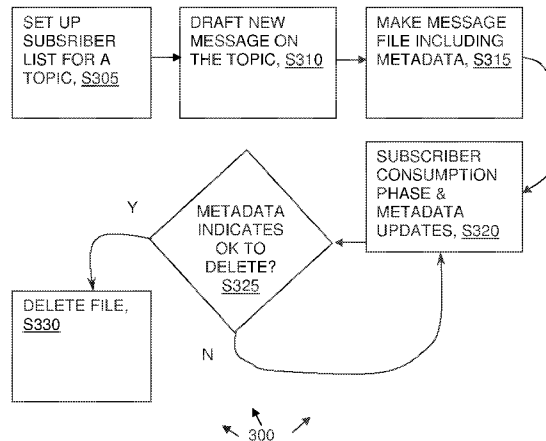 SET UP
SUBSRIBER
LIST FOR A
TOPIC, S305
DRAFT NEW
MESSAGE ON
THE TOPIC, S310
MAKE MESSAGE
FILE INCLUDING
METADATA, S315
SUBSCRIBER
CONSUMPTION
PHASE &
METADATA
UPDATES, S320
METADATA
INDICATES
OK TO
DELETE?
S325
Y
DELETE FILE,
S330
N
300